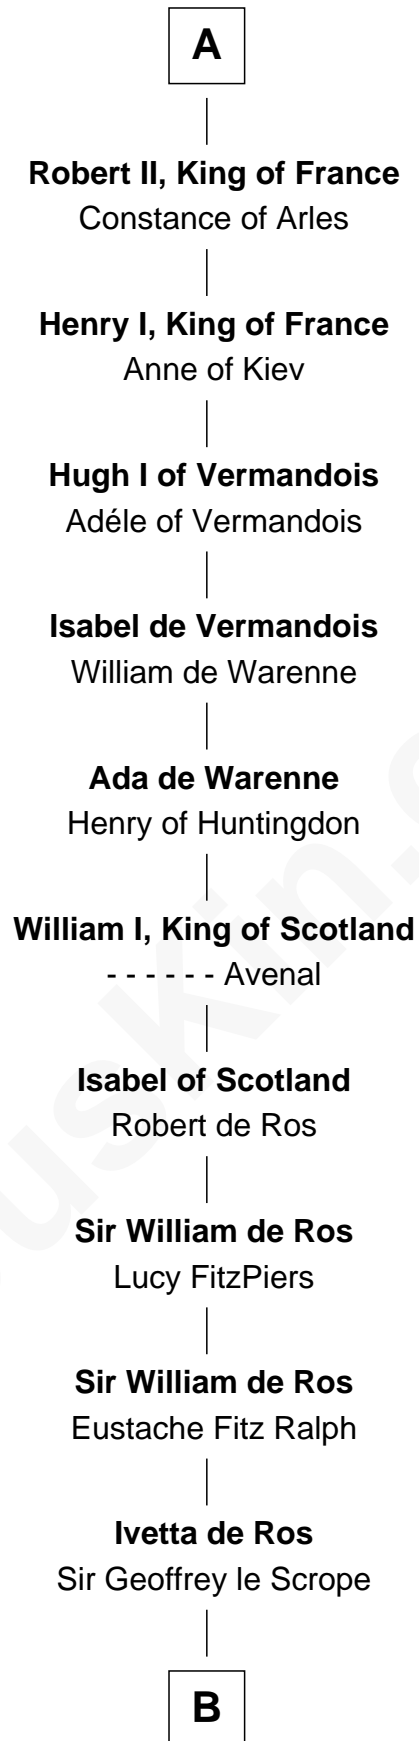 A
Robert II, King of France
Constance of Arles
Henry I, King of France
Anne of Kiev
Hugh I of Vermandois
Adéle of Vermandois
Isabel de Vermandois
William de Warenne
Ada de Warenne
Henry of Huntingdon
William I, King of Scotland
- - - - - - Avenal
Isabel of Scotland
Robert de Ros
Sir William de Ros
Lucy FitzPiers
Sir William de Ros
Eustache Fitz Ralph
Ivetta de Ros
Sir Geoffrey le Scrope
B